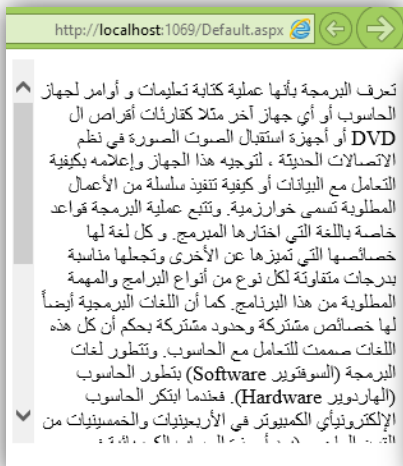 http://localhost:1069/Default.aspx
تعرف البرمجة بأنها عملية كتابة تعليمات و أوامر لجهاز
الحاسوب أو أي جهاز آخر مثلا كقارئات أقراص ال
DVD أو أجهزة استقبال الصوت الصورة في نظم
الاتصالات الحديثة ، لتوجيه هذا الجهاز وإعلامه بكيفية
التعامل مع البيانات أو كيفية تنفيذ سلسلة من الأعمال
المطلوبة تسمى خوارزمية. وتتبع عملية البرمجة قواعد
خاصة باللغة التي اختارها المبرمج. و كل لغة لها
خصائصها التي تميزها عن الأخرى وتجعلها مناسبة
بدرجات متفاوتة لكل نوع من أنواع البرامج والمهمة
المطلوبة من هذا البرنامج. كما أن اللغات البرمجية أيضاً
لها خصائص مشتركة وحدود مشتركة بحكم أن كل هذه
اللغات صممت للتعامل مع الحاسوب. وتتطور لغات
البرمجة (السوفتوير Software) بتطور الحاسوب
(الهاردوير Hardware). فعندما ابتكر الحاسوب
الإلكترونيأي الكمبيوتر في الأربعينيات والخمسينيات من